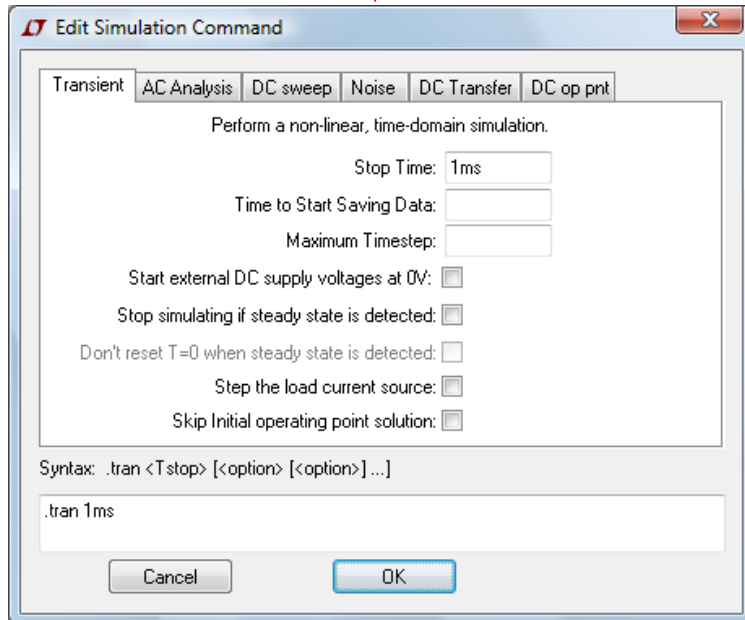 Edit Simulation Command
Transient AC Analysis DC sweep Noise DC Transfer DC op pnt
Perform a non-linear, time-domain simulation.
Stop Time: 1ms
Time to Start Saving Data:
Maximum Timestep:
Start external DC supply voltages at 0V:
Stop simulating if steady state is detected:
Don't reset T=0 when steady state is detected:
Step the load current source:
Skip Initial operating point solution:
Syntax: .tran <Tstop> [<option> [<option>] ...]
.tran 1ms
Cancel OK